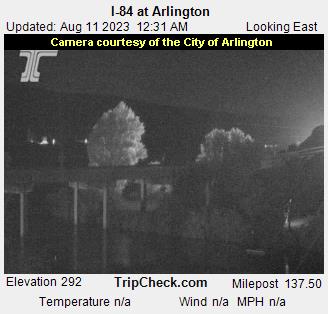 I-84 at Arlington
Updated: Aug 11 2023 12:31 AM Looking East
Camera courtesy of the City of Arlington
Elevation 292 TripCheck.com Milepost 137.50
Temperature n/a Wind n/a MPH n/a